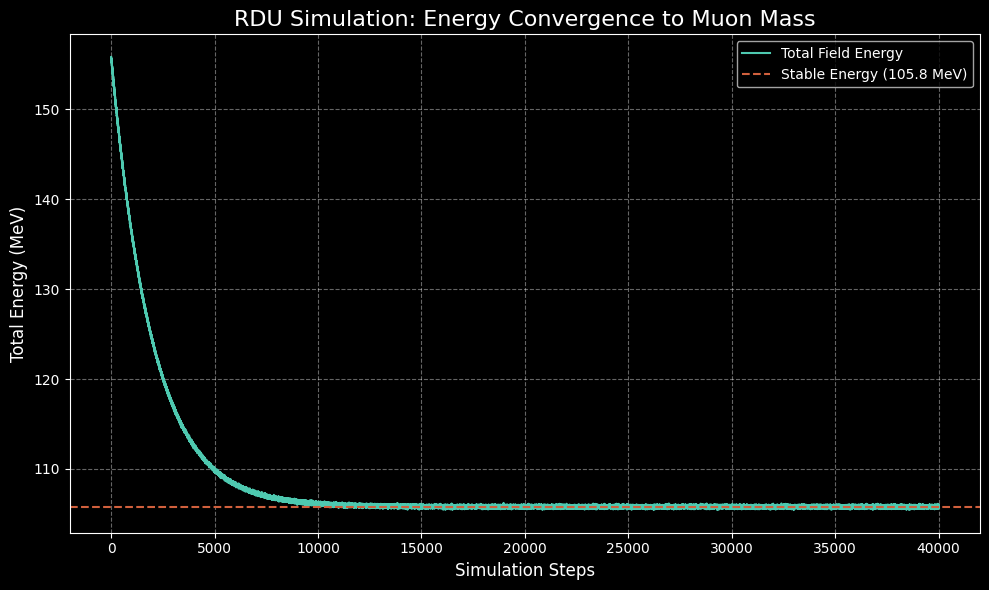 RDU Simulation: Energy Convergence to Muon Mass
Total Field Energy
Stable Energy (105.8 MeV)
Total Energy (MeV)
150
140
130
120
110
0 5000 10000 15000 20000 25000 30000 35000 40000
Simulation Steps